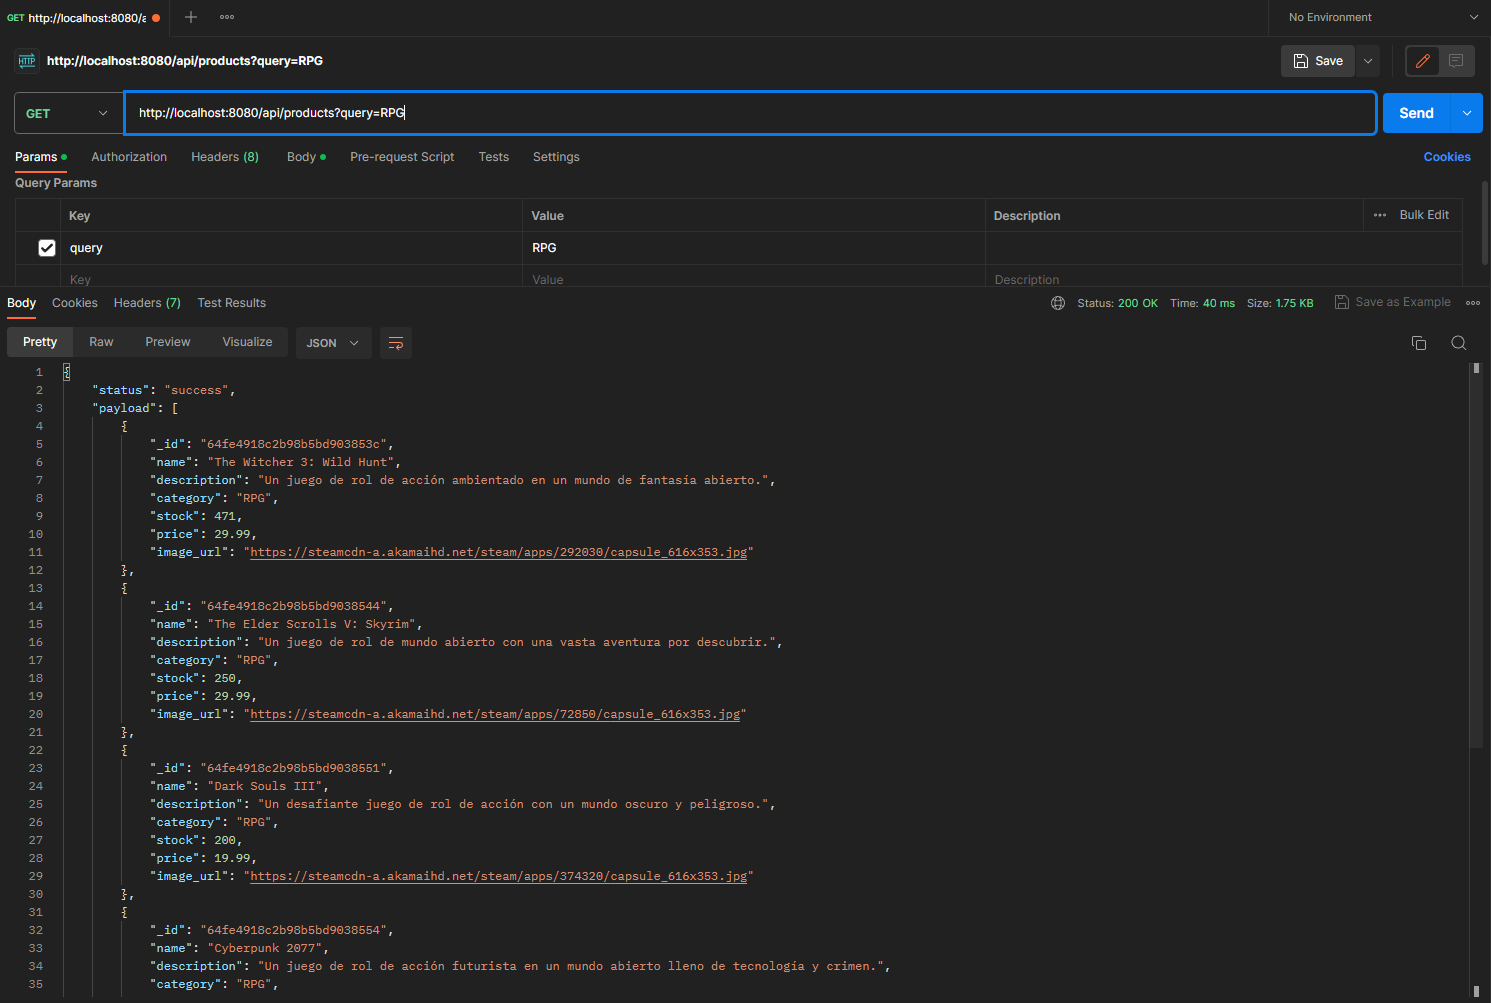 GET http://localhost:8080/a
No Environment
HTTP http://localhost:8080/api/products?query=RPG
Save
GET http://localhost:8080/api/products?query=RPG Send
Params Authorization Headers (8) Body Pre-request Script Tests Settings Cookies
Query Params
Key Value Description ••• Bulk Edit
query RPG
Key Value Description
Body Cookies Headers (7) Test Results Status: 200 OK Time: 40 ms Size: 1.75 KB Save as Example
Pretty Raw Preview Visualize JSON
1 {
2 "status": "success",
3 "payload": [
4 {
5 "_id": "64fe4918c2b98b5bd903853c",
6 "name": "The Witcher 3: Wild Hunt",
7 "description": "Un juego de rol de acción ambientado en un mundo de fantasía abierto.",
8 "category": "RPG",
9 "stock": 471,
10 "price": 29.99,
11 "image_url": "https://steamcdn-a.akamaihd.net/steam/apps/292030/capsule_616x353.jpg"
12 },
13 {
14 "_id": "64fe4918c2b98b5bd9038544",
15 "name": "The Elder Scrolls V: Skyrim",
16 "description": "Un juego de rol de mundo abierto con una vasta aventura por descubrir.",
17 "category": "RPG",
18 "stock": 250,
19 "price": 29.99,
20 "image_url": "https://steamcdn-a.akamaihd.net/steam/apps/72850/capsule_616x353.jpg"
21 },
22 {
23 "_id": "64fe4918c2b98b5bd9038551",
24 "name": "Dark Souls III",
25 "description": "Un desafiante juego de rol de acción con un mundo oscuro y peligroso.",
26 "category": "RPG",
27 "stock": 200,
28 "price": 19.99,
29 "image_url": "https://steamcdn-a.akamaihd.net/steam/apps/374320/capsule_616x353.jpg"
30 },
31 {
32 "_id": "64fe4918c2b98b5bd9038554",
33 "name": "Cyberpunk 2077",
34 "description": "Un juego de rol de acción futurista en un mundo abierto lleno de tecnología y crimen.",
35 "category": "RPG",